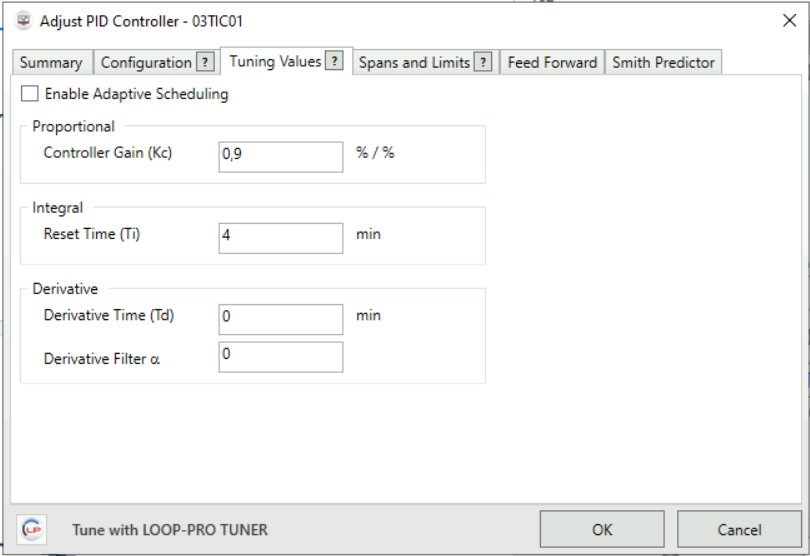 Adjust PID Controller - 03TIC01
Summary Configuration ? Tuning Values ? Spans and Limits ? Feed Forward Smith Predictor
Enable Adaptive Scheduling
Proportional
Controller Gain (Kc) 0,9 % / %
Integral
Reset Time (Ti) 4 min
Derivative
Derivative Time (Td) 0 min
Derivative Filter α 0
LP Tune with LOOP-PRO TUNER OK Cancel